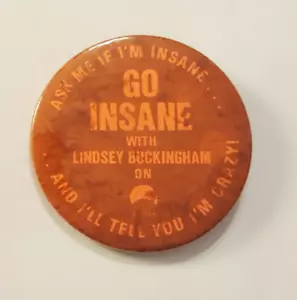 ASK ME IF I'M INSANE....
GO
INSANE
WITH
LINDSEY BUCKINGHAM
ON
...AND I'LL TELL YOU I'M CRAZY!